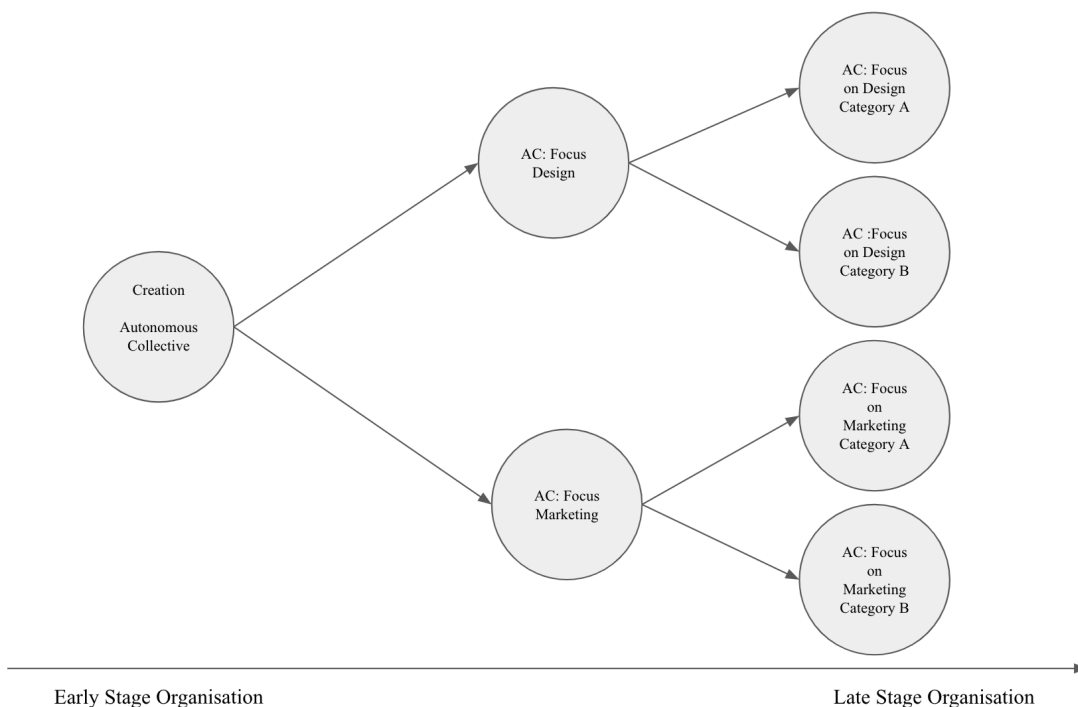 AC: Focus
on Design
Category A
AC: Focus
Design
AC :Focus
on Design
Category B
Creation
Autonomous
Collective
AC: Focus
on
Marketing
Category A
AC: Focus
Marketing
AC: Focus
on
Marketing
Category B
Early Stage Organisation
Late Stage Organisation